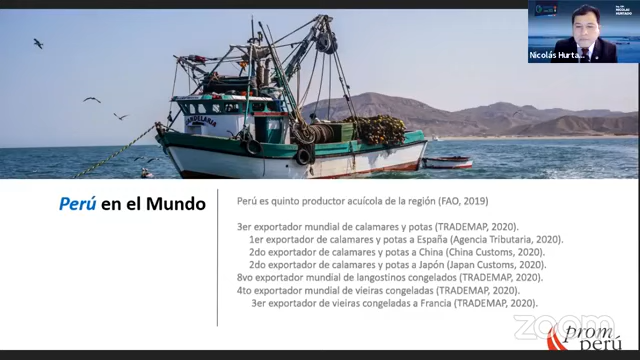 NICOLÁS
HURTADO
Nicolás Hurta...
Perú en el Mundo
Perú es quinto productor acuícola de la región (FAO, 2019)
3er exportador mundial de calamares y potas (TRADEMAP, 2020).
1er exportador de calamares y potas a España (Agencia Tributaria, 2020).
2do exportador de calamares y potas a China (China Customs, 2020).
2do exportador de calamares y potas a Japón (Japan Customs, 2020).
8vo exportador mundial de langostinos congelados (TRADEMAP, 2020).
4to exportador mundial de vieiras congeladas (TRADEMAP, 2020).
3er exportador de vieiras congeladas a Francia (TRADEMAP, 2020).
zoom
prom
perú